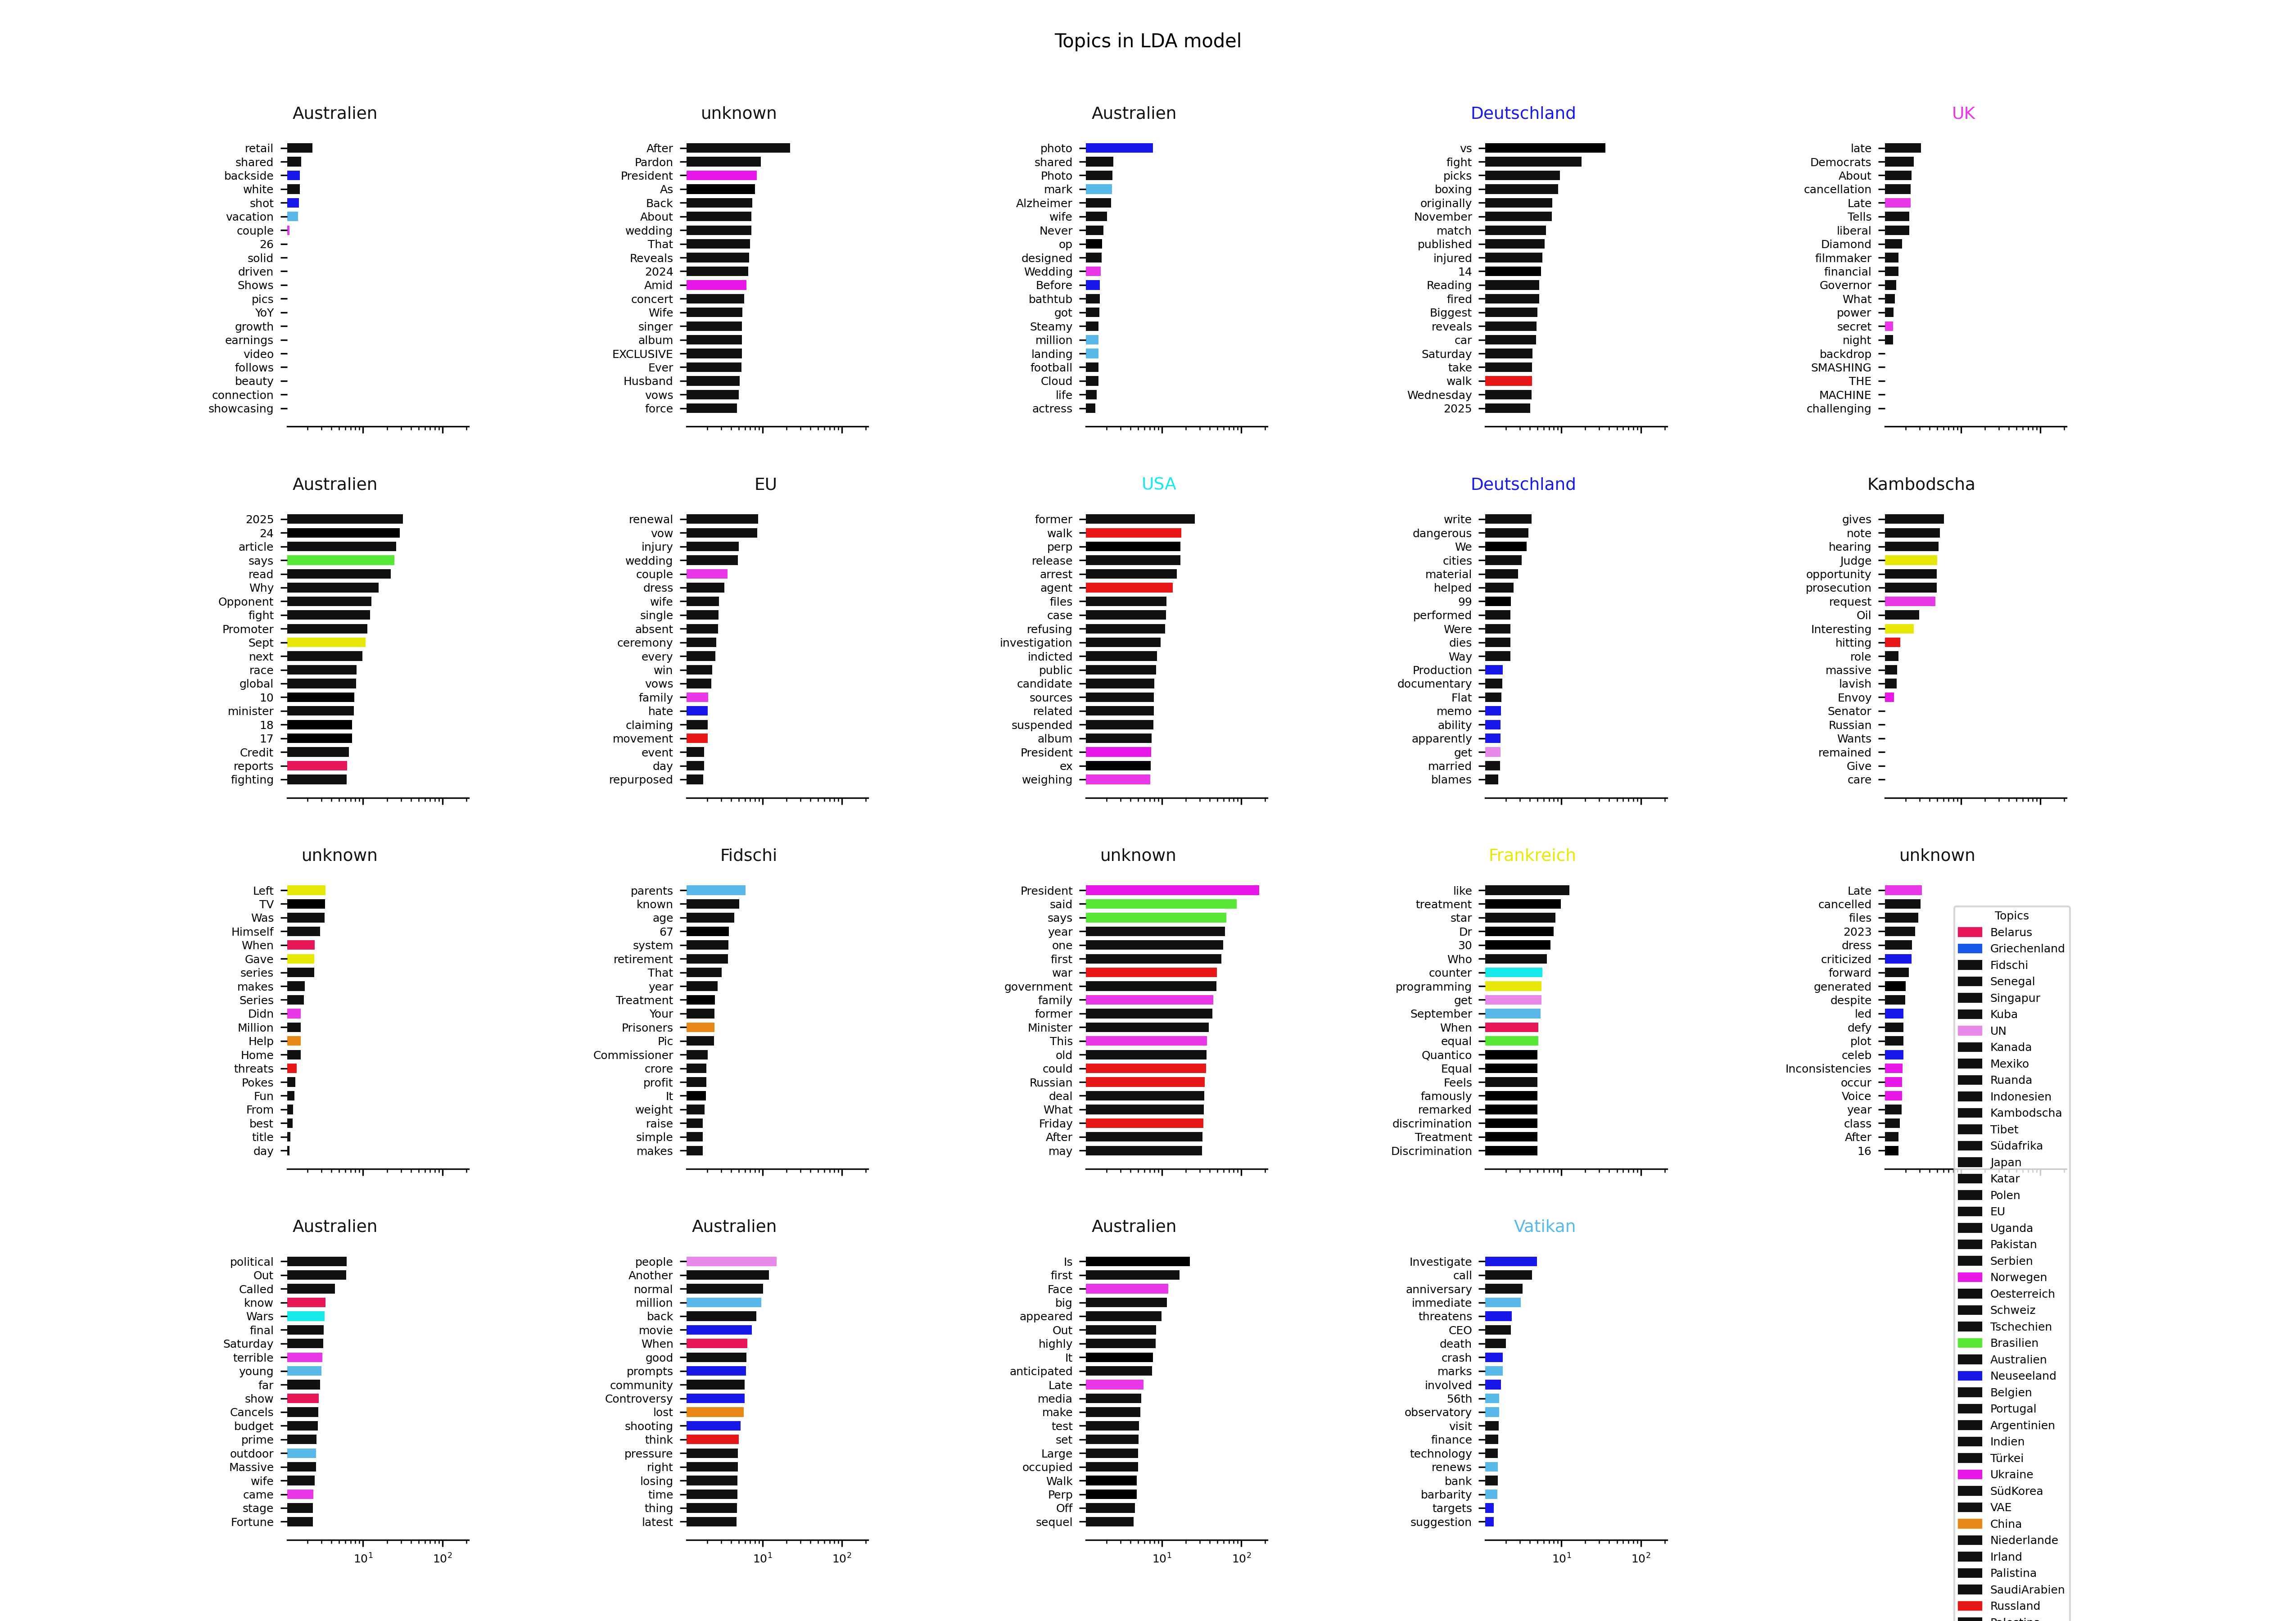 Topics in LDA model
Australien
retail
shared
backside
white
shot
vacation
couple
26
solid
driven
Shows
pics
YoY
growth
earnings
video
follows
beauty
connection
showcasing
unknown
After
Pardon
President
As
Back
About
wedding
That
Reveals
2024
Amid
concert
Wife
singer
album
EXCLUSIVE
Ever
Husband
vows
force
Australien
photo
shared
Photo
mark
Alzheimer
wife
Never
op
designed
Wedding
Before
bathtub
got
Steamy
million
landing
football
Cloud
life
actress
Deutschland
vs
fight
picks
boxing
originally
November
match
published
injured
14
Reading
fired
Biggest
reveals
car
Saturday
take
walk
Wednesday
2025
UK
late
Democrats
About
cancellation
Late
Tells
liberal
Diamond
filmmaker
financial
Governor
What
power
secret
night
backdrop
SMASHING
THE
MACHINE
challenging
Australien
2025
24
article
says
read
Why
Opponent
fight
Promoter
Sept
next
race
global
10
minister
18
17
Credit
reports
fighting
EU
renewal
vow
injury
wedding
couple
dress
wife
single
absent
ceremony
every
win
vows
family
hate
claiming
movement
event
day
repurposed
USA
former
walk
perp
release
arrest
agent
files
case
refusing
investigation
indicted
public
candidate
sources
related
suspended
album
President
ex
weighing
Deutschland
write
dangerous
We
cities
material
helped
99
performed
Were
dies
Way
Production
documentary
Flat
memo
ability
apparently
get
married
blames
Kambodscha
gives
note
hearing
Judge
opportunity
prosecution
request
Oil
Interesting
hitting
role
massive
lavish
Envoy
Senator
Russian
Wants
remained
Give
care
unknown
Left
TV
Was
Himself
When
Gave
series
makes
Series
Didn
Million
Help
Home
threats
Pokes
Fun
From
best
title
day
Fidschi
parents
known
age
67
system
retirement
That
year
Treatment
Your
Prisoners
Pic
Commissioner
crore
profit
It
weight
raise
simple
makes
unknown
President
said
says
year
one
first
war
government
family
former
Minister
This
old
could
Russian
deal
What
Friday
After
may
Frankreich
like
treatment
star
Dr
30
Who
counter
programming
get
September
When
equal
Quantico
Equal
Feels
famously
remarked
discrimination
Treatment
Discrimination
unknown
Late
cancelled
files
2023
dress
criticized
forward
generated
despite
led
defy
plot
celeb
Inconsistencies
occur
Voice
year
class
After
16
Australien
political
Out
Called
know
Wars
final
Saturday
terrible
young
far
show
Cancels
budget
prime
outdoor
Massive
wife
came
stage
Fortune
10¹
10²
Australien
people
Another
normal
million
back
movie
When
good
prompts
community
Controversy
lost
shooting
think
pressure
right
losing
time
thing
latest
10¹
10²
Australien
Is
first
Face
big
appeared
Out
highly
It
anticipated
Late
media
make
test
set
Large
occupied
Walk
Perp
Off
sequel
10¹
10²
Vatikan
Investigate
call
anniversary
immediate
threatens
CEO
death
crash
marks
involved
56th
observatory
visit
finance
technology
renews
bank
barbarity
targets
suggestion
10¹
10²
Topics
Belarus
Griechenland
Fidschi
Senegal
Singapur
Kuba
UN
Kanada
Mexiko
Ruanda
Indonesien
Kambodscha
Tibet
Südafrika
Japan
Katar
Polen
EU
Uganda
Pakistan
Serbien
Norwegen
Oesterreich
Schweiz
Tschechien
Brasilien
Australien
Neuseeland
Belgien
Portugal
Argentinien
Indien
Türkei
Ukraine
SüdKorea
VAE
China
Niederlande
Irland
Palistina
SaudiArabien
Russland